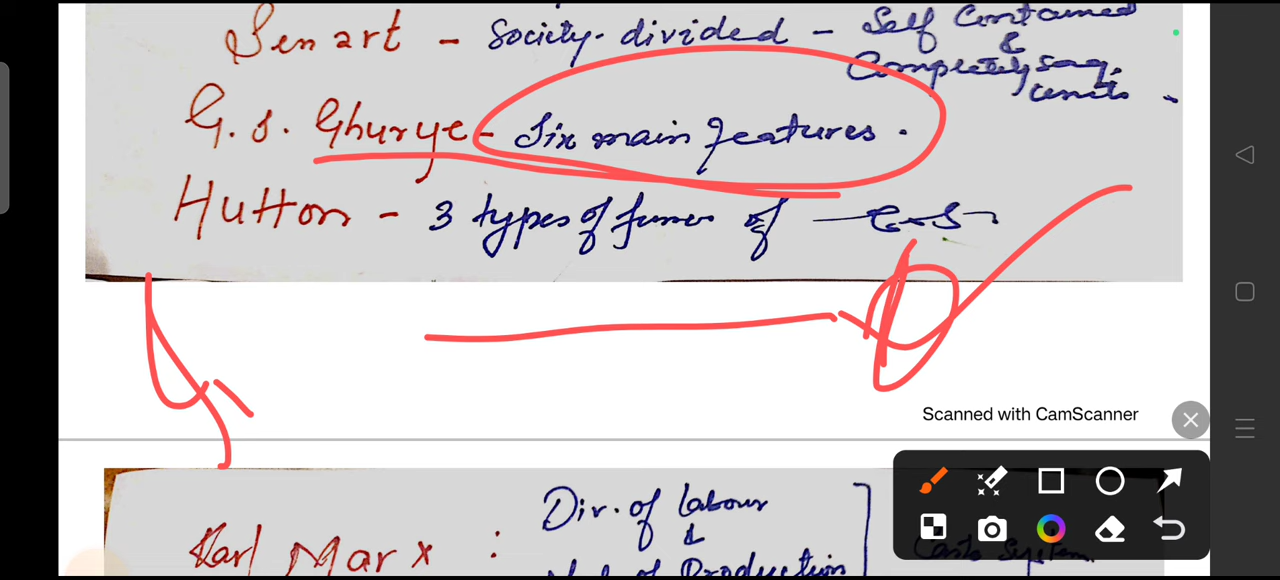 Senart - Society. divided - Self Contained
&
Completely seg.
units -
G. S. Ghurye - Six main features.
Hutton - 3 types of func of - C.S
Scanned with CamScanner
Div. of Labour
&
Karl Marx :
of Production
Caste System